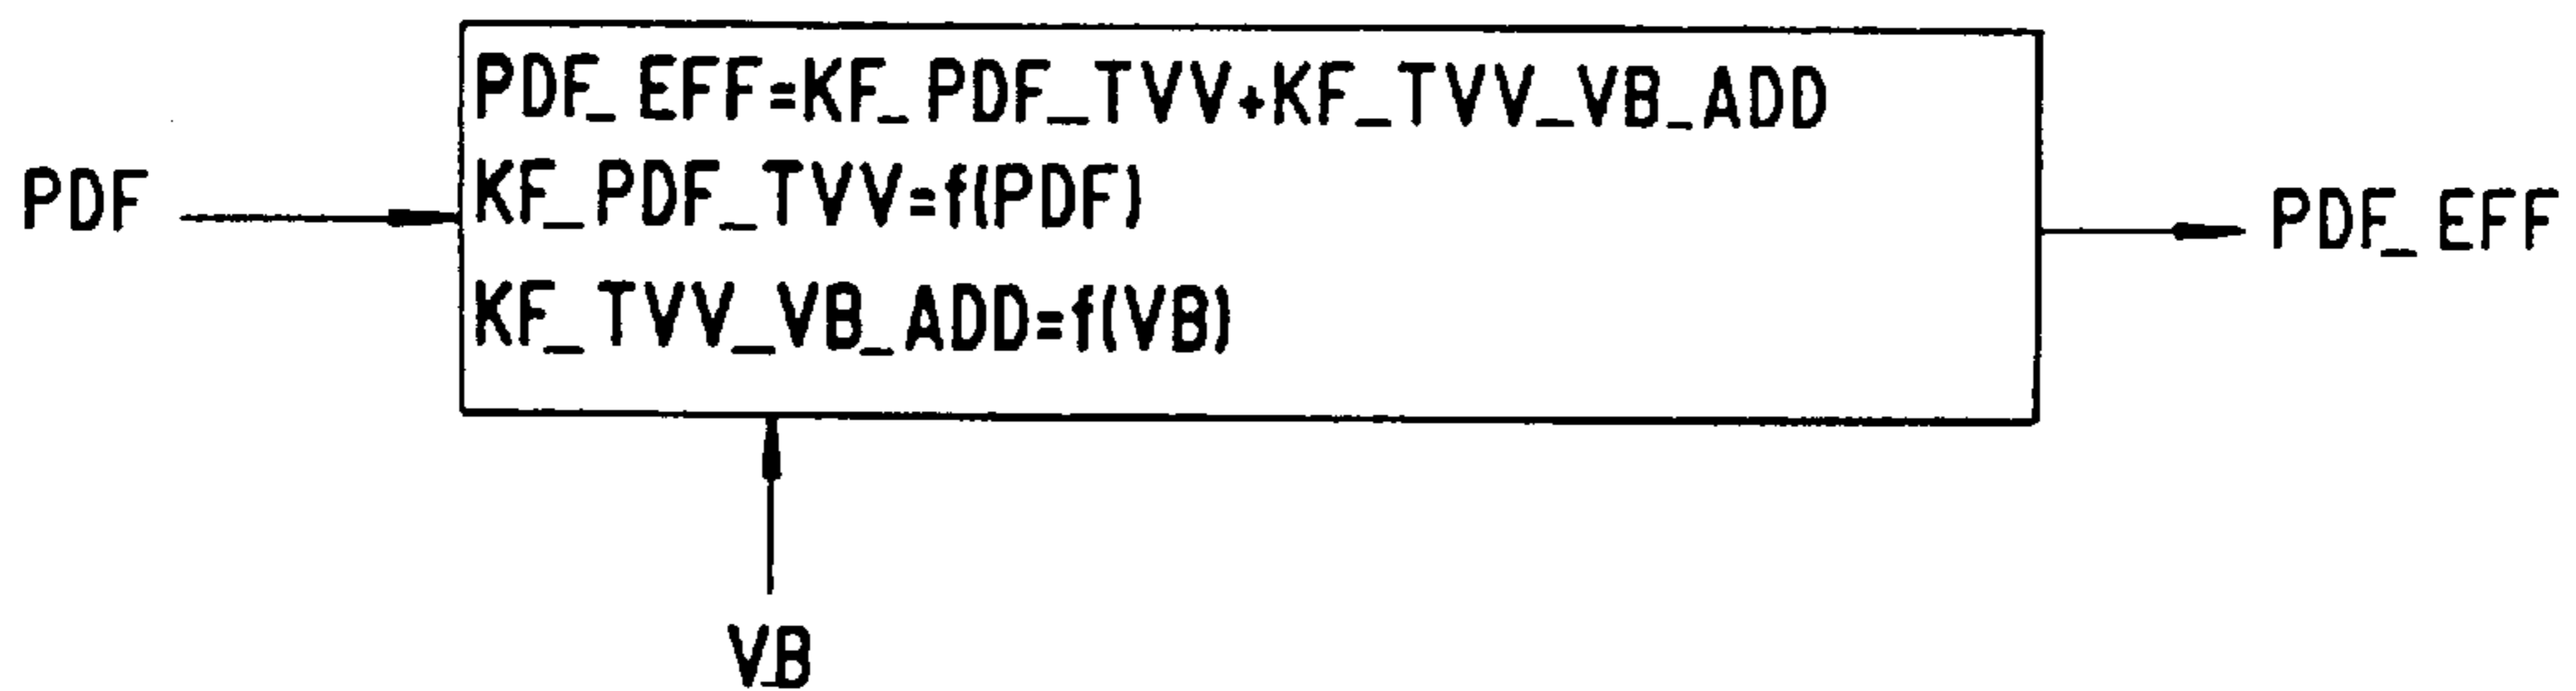 PDF_EFF=KF_PDF_TVV+KF_TVV_VB_ADD
PDF
KF_PDF_TVV=f(PDF)
PDF_EFF
KF_TVV_VB_ADD=f(VB)
VB